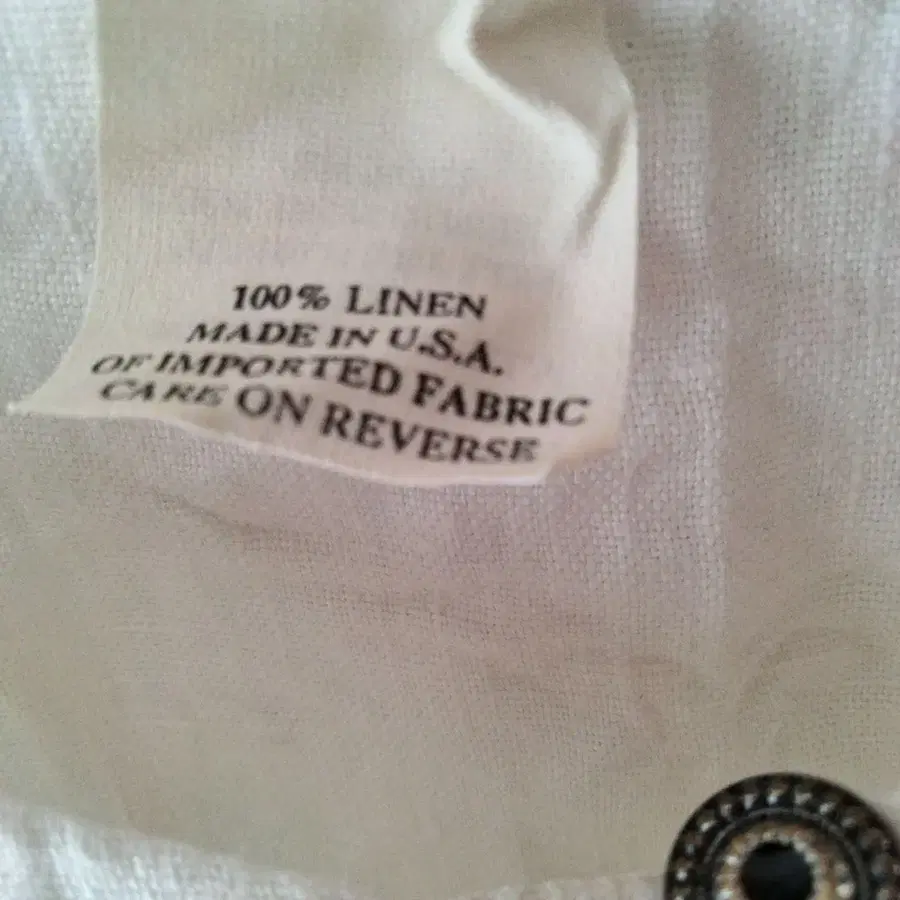 100% LINEN
MADE IN U.S.A.
OF IMPORTED FABRIC
CARE ON REVERSE